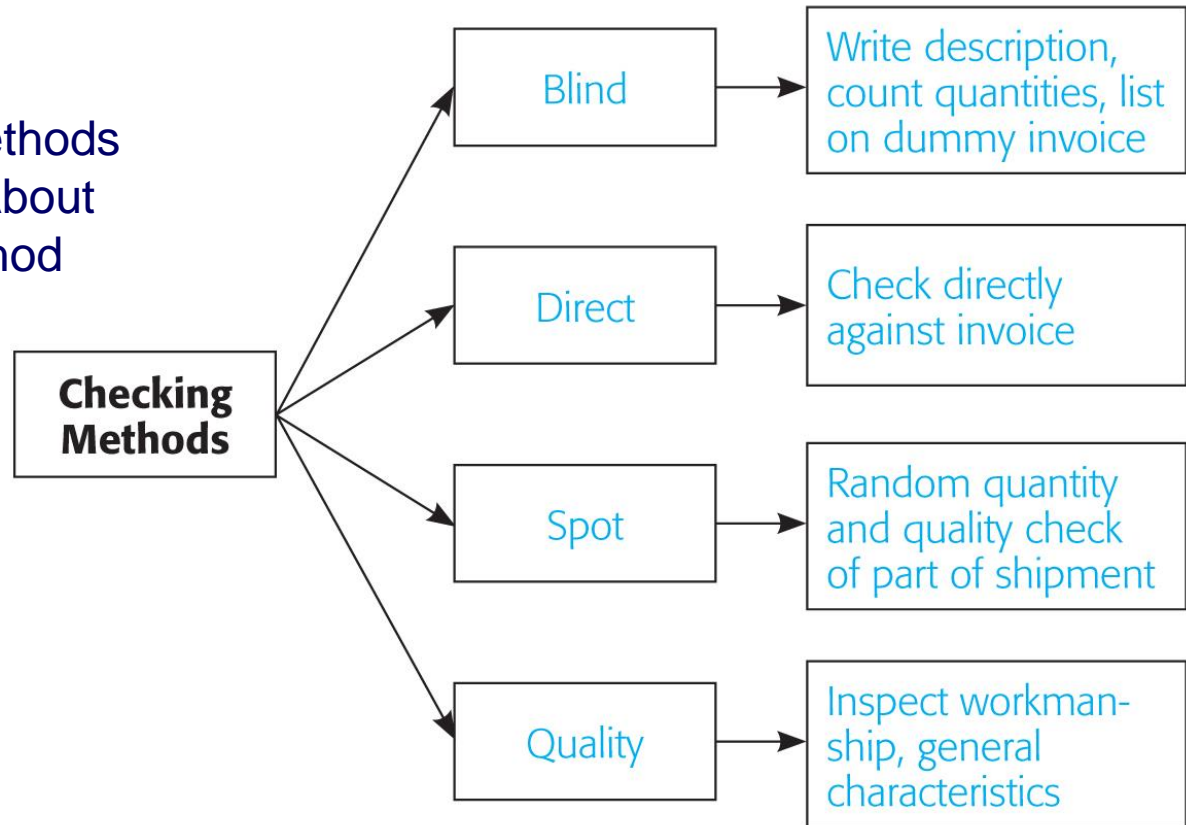 ethods
About
hod
Checking
Methods
Blind
Write description,
count quantities, list
on dummy invoice
Direct
Check directly
against invoice
Spot
Random quantity
and quality check
of part of shipment
Quality
Inspect workman-
ship, general
characteristics